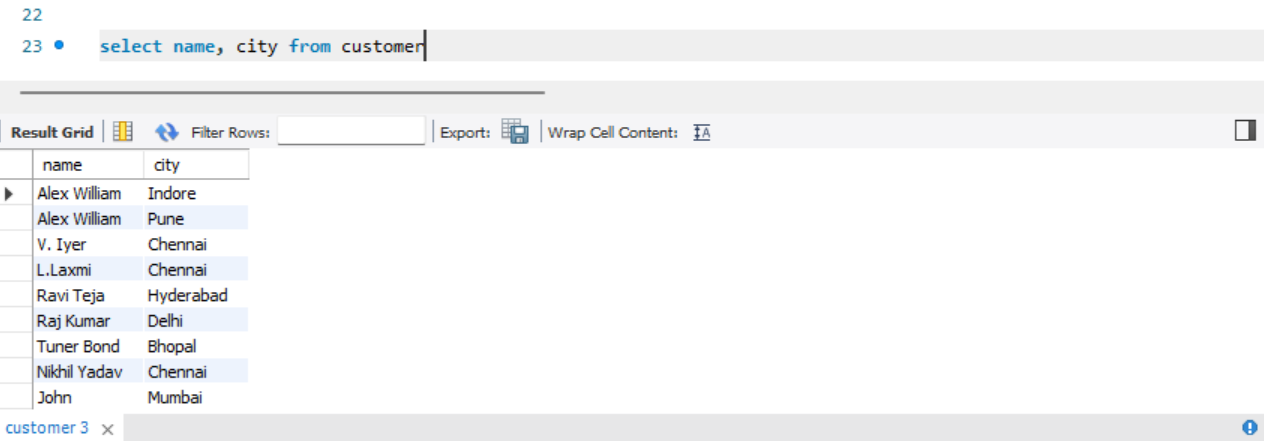 22
23 select name, city from customer
Result Grid Filter Rows: Export: Wrap Cell Content: IA
name city
Alex William Indore
Alex William Pune
V. Iyer Chennai
L.Laxmi Chennai
Ravi Teja Hyderabad
Raj Kumar Delhi
Tuner Bond Bhopal
Nikhil Yadav Chennai
John Mumbai
customer 3